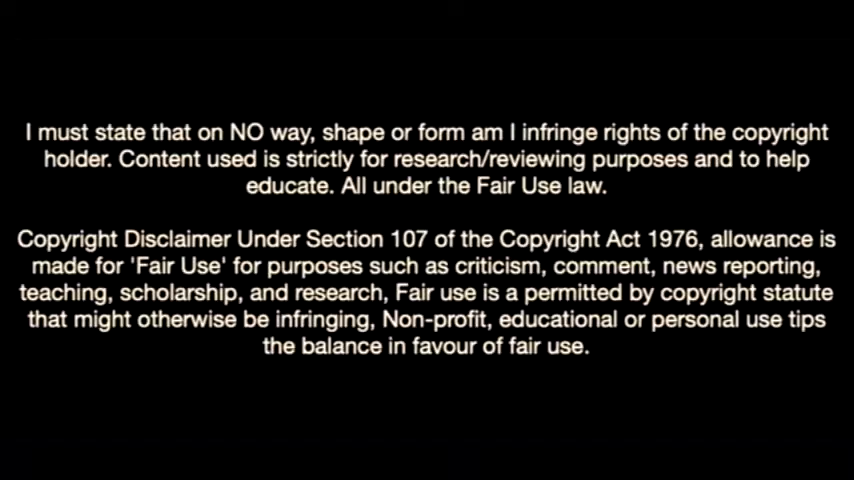 I must state that on NO way, shape or form am I infringe rights of the copyright
holder. Content used is strictly for research/reviewing purposes and to help
educate. All under the Fair Use law.
Copyright Disclaimer Under Section 107 of the Copyright Act 1976, allowance is
made for 'Fair Use' for purposes such as criticism, comment, news reporting,
teaching, scholarship, and research, Fair use is a permitted by copyright statute
that might otherwise be infringing, Non-profit, educational or personal use tips
the balance in favour of fair use.